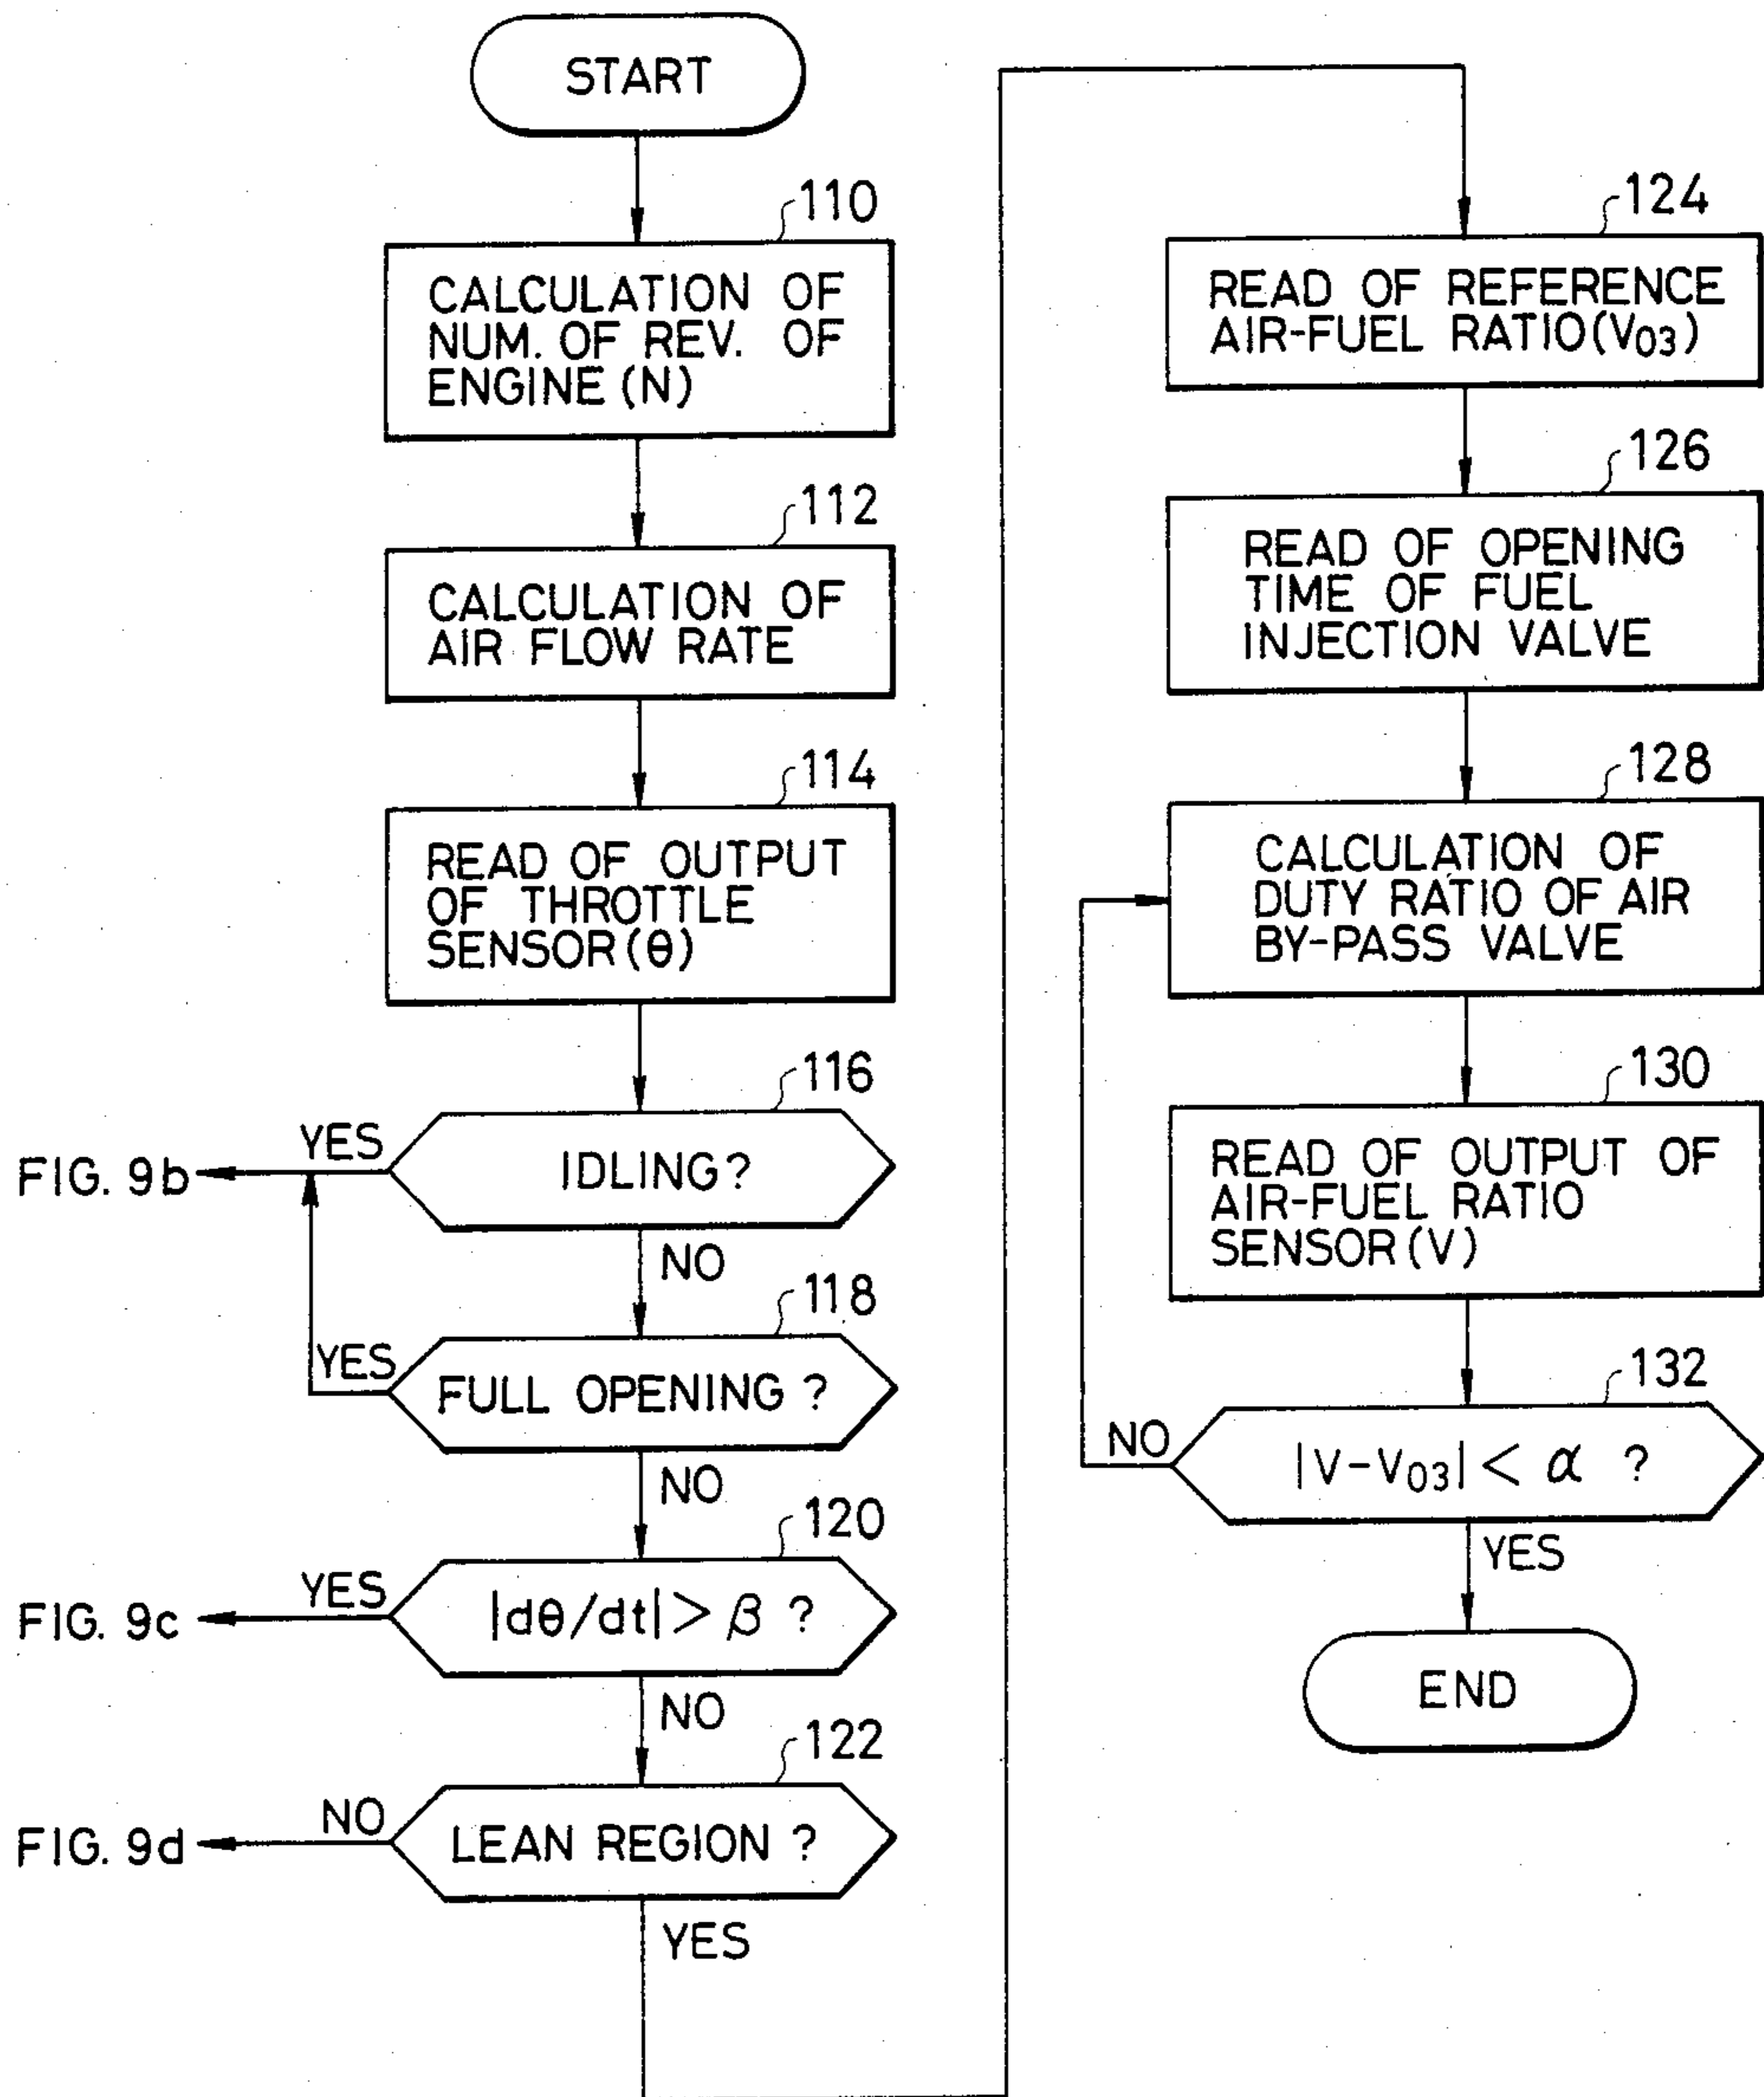 START
110
CALCULATION OF
NUM. OF REV. OF
ENGINE (N)
112
CALCULATION OF
AIR FLOW RATE
114
READ OF OUTPUT
OF THROTTLE
SENSOR (θ)
116
IDLING?
YES
FIG. 9b
NO
118
FULL OPENING ?
YES
NO
120
|dθ/dt| > β ?
YES
FIG. 9c
NO
122
LEAN REGION ?
NO
FIG. 9d
YES
124
READ OF REFERENCE
AIR-FUEL RATIO (V03)
126
READ OF OPENING
TIME OF FUEL
INJECTION VALVE
128
CALCULATION OF
DUTY RATIO OF AIR
BY-PASS VALVE
130
READ OF OUTPUT OF
AIR-FUEL RATIO
SENSOR (V)
132
|V-V03| < α ?
NO
YES
END